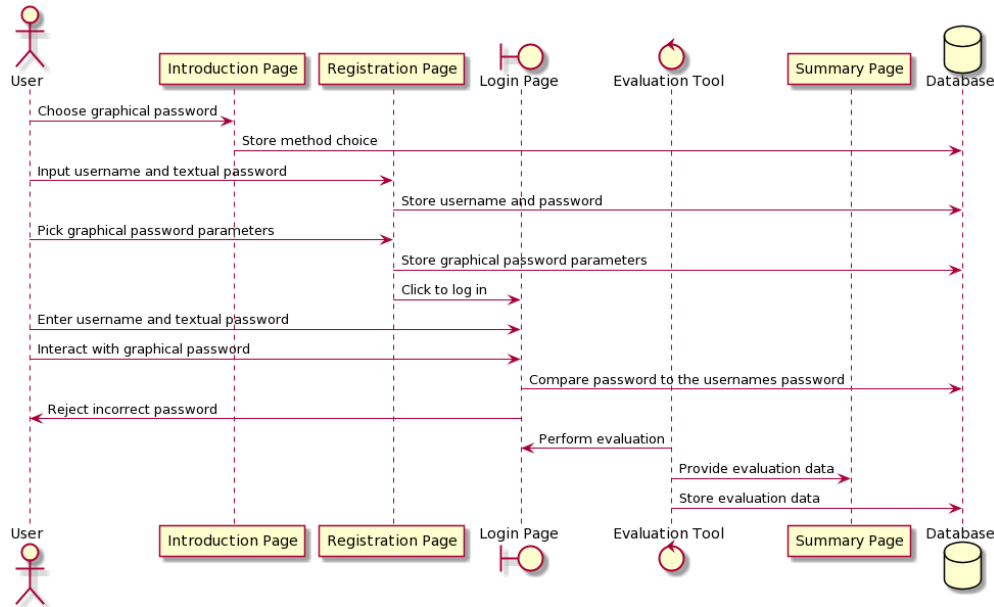 User
Introduction Page
Registration Page
Login Page
Evaluation Tool
Summary Page
Database
Choose graphical password
Store method choice
Input username and textual password
Store username and password
Pick graphical password parameters
Store graphical password parameters
Click to log in
Enter username and textual password
Interact with graphical password
Compare password to the usernames password
Reject incorrect password
Perform evaluation
Provide evaluation data
Store evaluation data
User
Introduction Page
Registration Page
Login Page
Evaluation Tool
Summary Page
Database